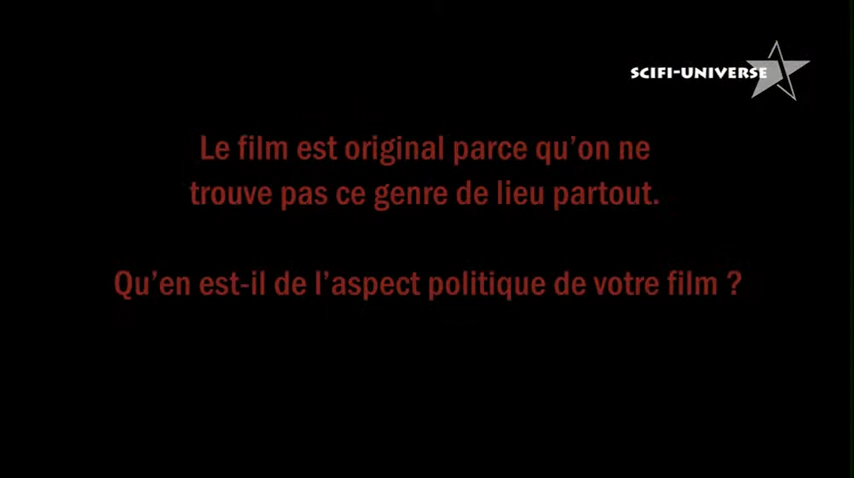 SCIFI-UNIVERSE
Le film est original parce qu'on ne
trouve pas ce genre de lieu partout.
Qu'en est-il de l'aspect politique de votre film ?